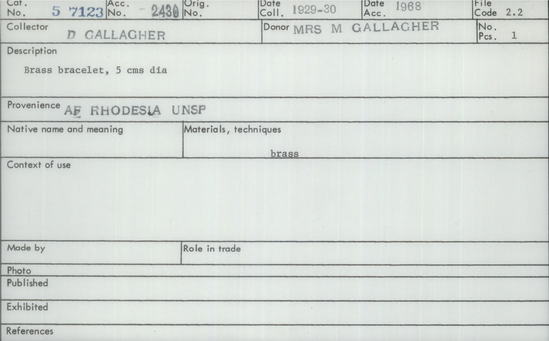 Cat. No. 5 7123 Acc. No. 2430 Orig. No. Date Coll. 1929-30 Date Acc. 1968 File Code 2.2
Collector D GALLAGHER Donor MRS M GALLAGHER No. Pcs. 1
Description
Brass bracelet, 5 cms dia
Provenience AF RHODESIA UNSP
Native name and meaning Materials, techniques
brass
Context of use
Made by Role in trade
Photo
Published
Exhibited
References